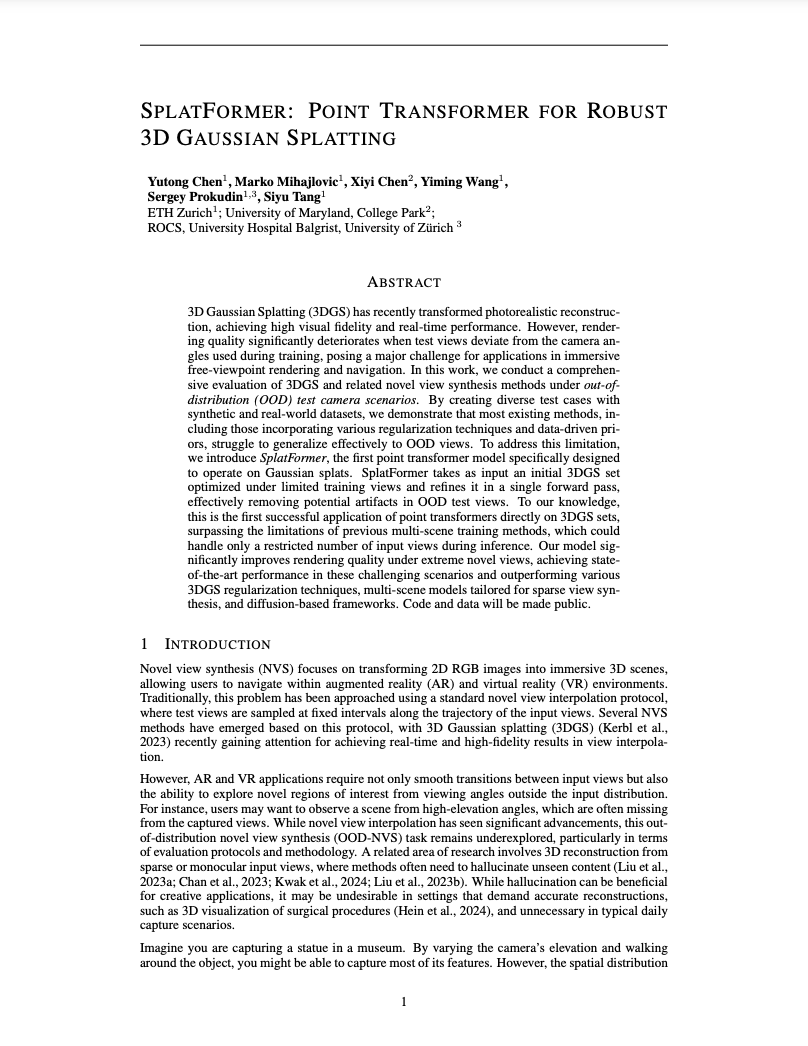 SPLATFORMER: POINT TRANSFORMER FOR ROBUST
3D GAUSSIAN SPLATTING
Yutong Chen¹, Marko Mihajlovic¹, Xiyi Chen², Yiming Wang¹,
Sergey Prokudin¹˒³, Siyu Tang¹
ETH Zurich¹; University of Maryland, College Park²;
ROCS, University Hospital Balgrist, University of Zürich ³
ABSTRACT
3D Gaussian Splatting (3DGS) has recently transformed photorealistic reconstruc-
tion, achieving high visual fidelity and real-time performance. However, render-
ing quality significantly deteriorates when test views deviate from the camera an-
gles used during training, posing a major challenge for applications in immersive
free-viewpoint rendering and navigation. In this work, we conduct a comprehen-
sive evaluation of 3DGS and related novel view synthesis methods under out-of-
distribution (OOD) test camera scenarios. By creating diverse test cases with
synthetic and real-world datasets, we demonstrate that most existing methods, in-
cluding those incorporating various regularization techniques and data-driven pri-
ors, struggle to generalize effectively to OOD views. To address this limitation,
we introduce SplatFormer, the first point transformer model specifically designed
to operate on Gaussian splats. SplatFormer takes as input an initial 3DGS set
optimized under limited training views and refines it in a single forward pass,
effectively removing potential artifacts in OOD test views. To our knowledge,
this is the first successful application of point transformers directly on 3DGS sets,
surpassing the limitations of previous multi-scene training methods, which could
handle only a restricted number of input views during inference. Our model sig-
nificantly improves rendering quality under extreme novel views, achieving state-
of-the-art performance in these challenging scenarios and outperforming various
3DGS regularization techniques, multi-scene models tailored for sparse view syn-
thesis, and diffusion-based frameworks. Code and data will be made public.
1 INTRODUCTION
Novel view synthesis (NVS) focuses on transforming 2D RGB images into immersive 3D scenes,
allowing users to navigate within augmented reality (AR) and virtual reality (VR) environments.
Traditionally, this problem has been approached using a standard novel view interpolation protocol,
where test views are sampled at fixed intervals along the trajectory of the input views. Several NVS
methods have emerged based on this protocol, with 3D Gaussian splatting (3DGS) (Kerbl et al.,
2023) recently gaining attention for achieving real-time and high-fidelity results in view interpola-
tion.
However, AR and VR applications require not only smooth transitions between input views but also
the ability to explore novel regions of interest from viewing angles outside the input distribution.
For instance, users may want to observe a scene from high-elevation angles, which are often missing
from the captured views. While novel view interpolation has seen significant advancements, this out-
of-distribution novel view synthesis (OOD-NVS) task remains underexplored, particularly in terms
of evaluation protocols and methodology. A related area of research involves 3D reconstruction from
sparse or monocular input views, where methods often need to hallucinate unseen content (Liu et al.,
2023a; Chan et al., 2023; Kwak et al., 2024; Liu et al., 2023b). While hallucination can be beneficial
for creative applications, it may be undesirable in settings that demand accurate reconstructions,
such as 3D visualization of surgical procedures (Hein et al., 2024), and unnecessary in typical daily
capture scenarios.
Imagine you are capturing a statue in a museum. By varying the camera's elevation and walking
around the object, you might be able to capture most of its features. However, the spatial distribution
1